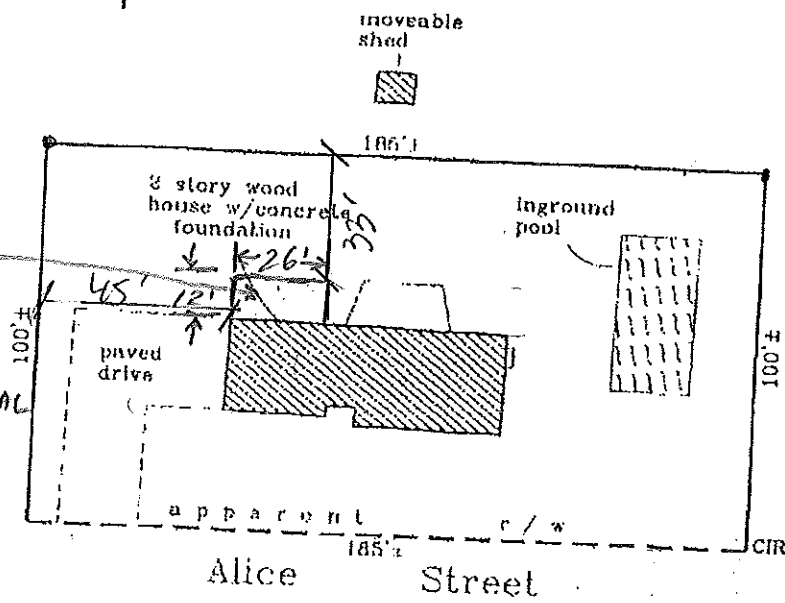 moveable
shed
185'±
2 story wood
house w/concrete
foundation
inground
pool
26'
33'
45'
12'
100'±
100'±
paved
drive
apparent r/w
185'±
CIR
Alice Street